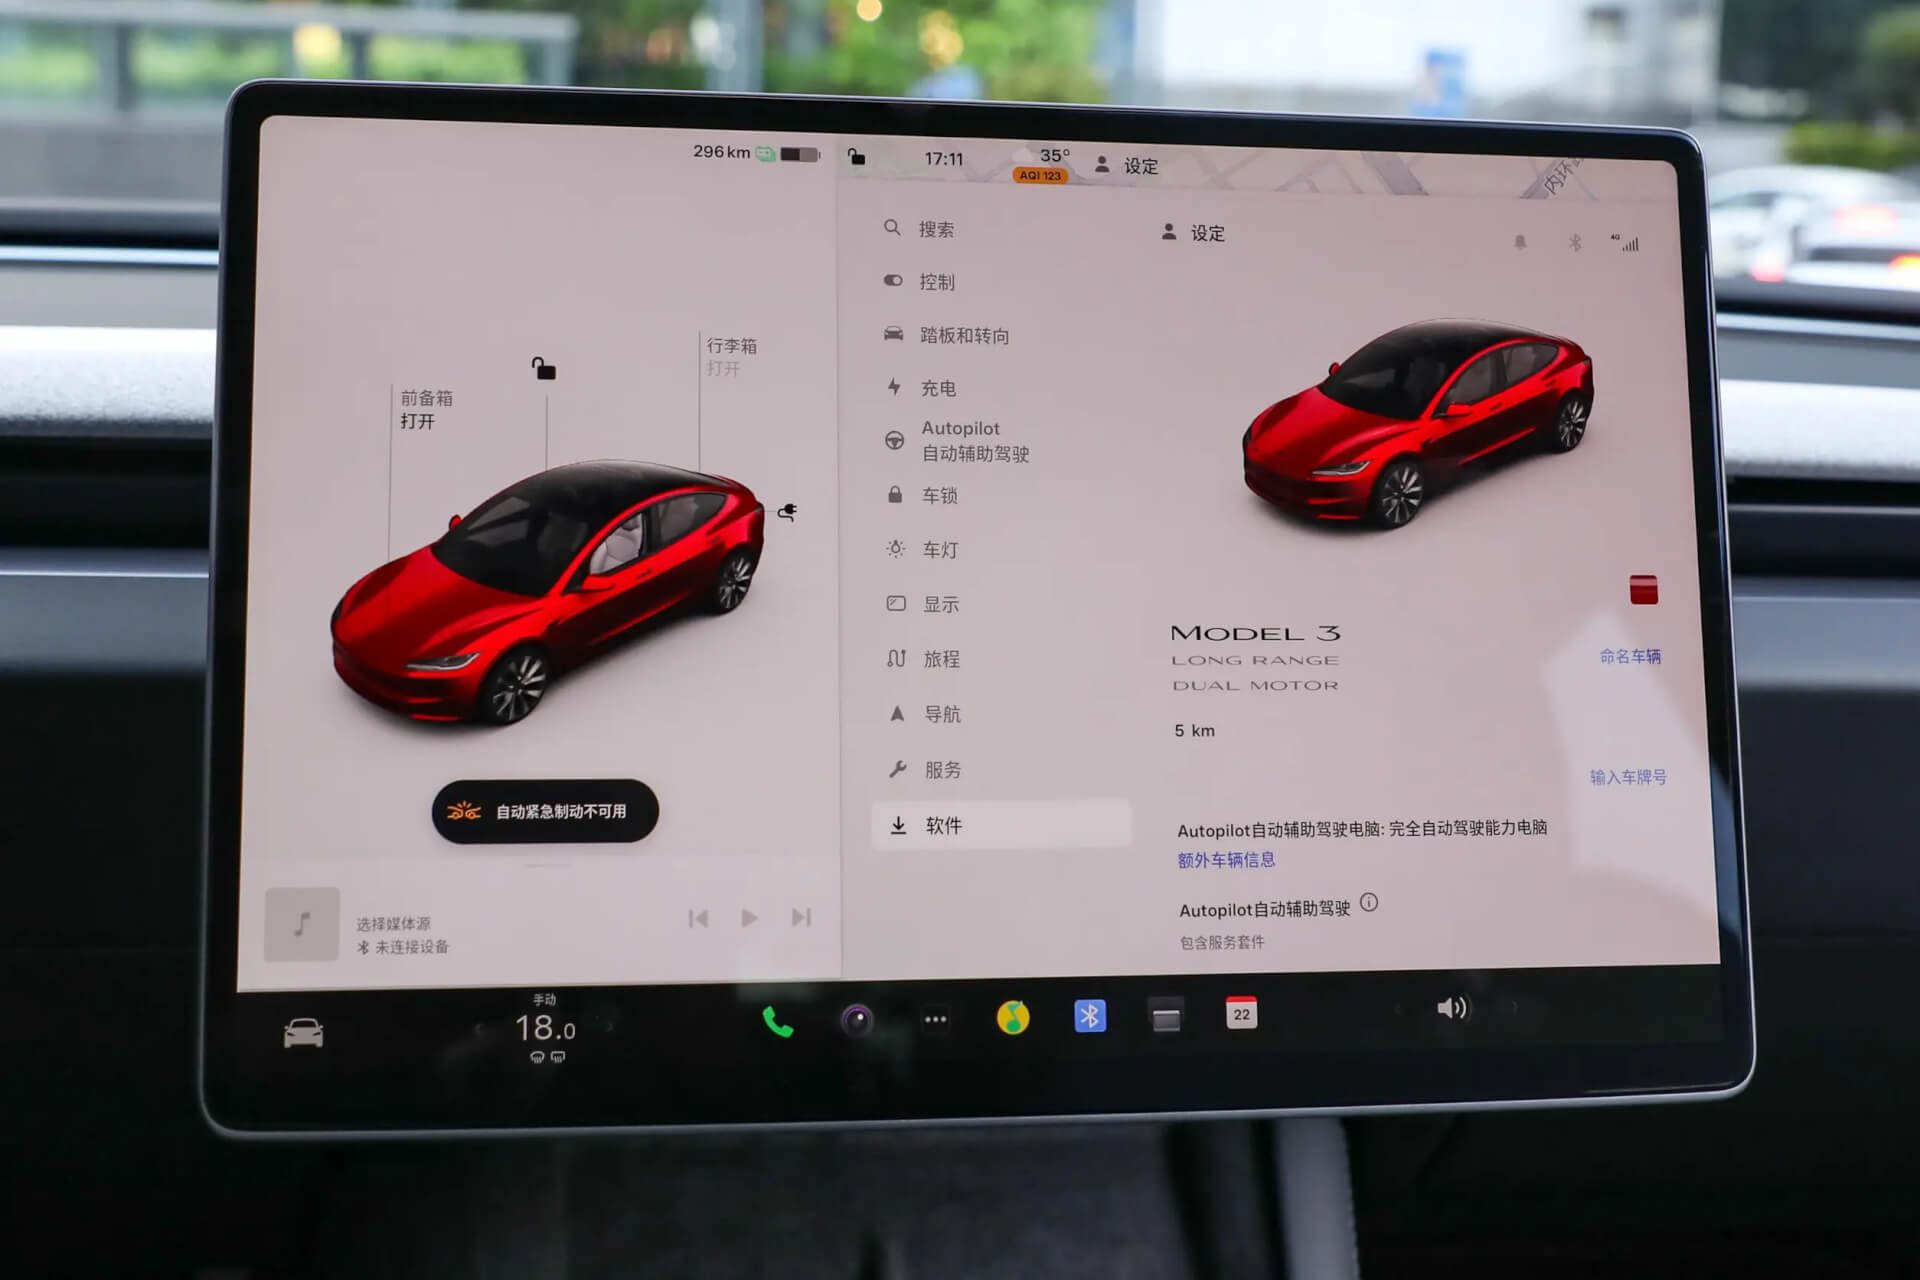 296 km
17:11
35°
AQI 123
设定
搜索
控制
踏板和转向
充电
Autopilot
自动辅助驾驶
车锁
车灯
显示
旅程
导航
服务
软件
行李箱
打开
前备箱
打开
自动紧急制动不可用
选择媒体源
未连接设备
设定
4G
MODEL 3
LONG RANGE
DUAL MOTOR
5 km
命名车辆
输入车牌号
Autopilot自动辅助驾驶电脑: 完全自动驾驶能力电脑
额外车辆信息
Autopilot自动辅助驾驶
包含服务套件
手动
18.0
22